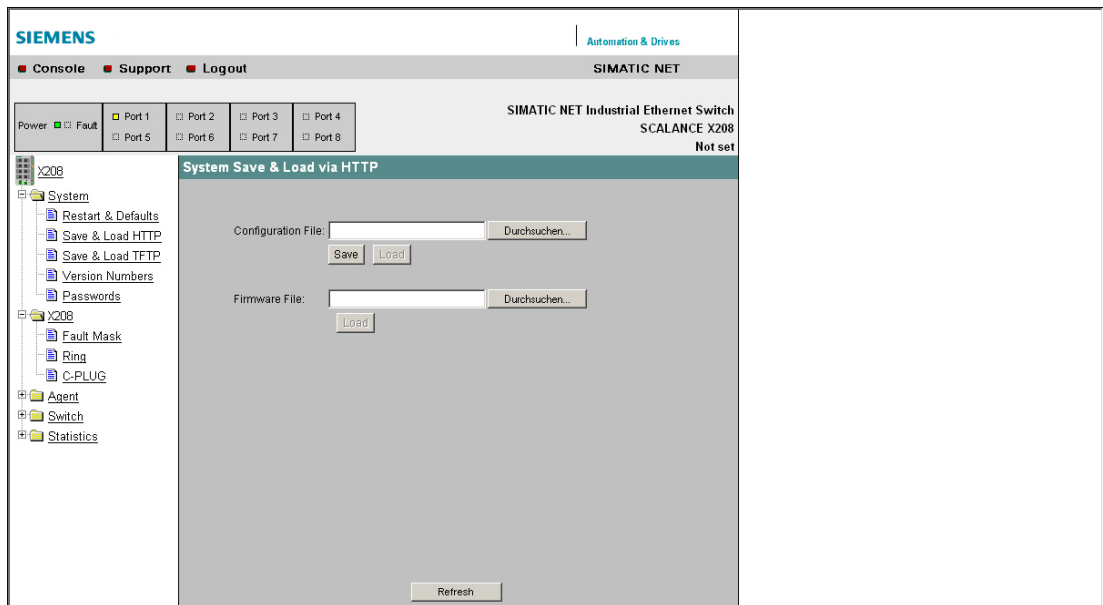 SIEMENS
Automation & Drives
Console Support Logout SIMATIC NET
SIMATIC NET Industrial Ethernet Switch
SCALANCE X208
Not set
Power Fault Port 1 Port 2 Port 3 Port 4
Port 5 Port 6 Port 7 Port 8
X208
System
Restart & Defaults
Save & Load HTTP
Save & Load TFTP
Version Numbers
Passwords
X208
Fault Mask
Ring
C-PLUG
Agent
Switch
Statistics
System Save & Load via HTTP
Configuration File: Durchsuchen...
Save Load
Firmware File: Durchsuchen...
Load
Refresh